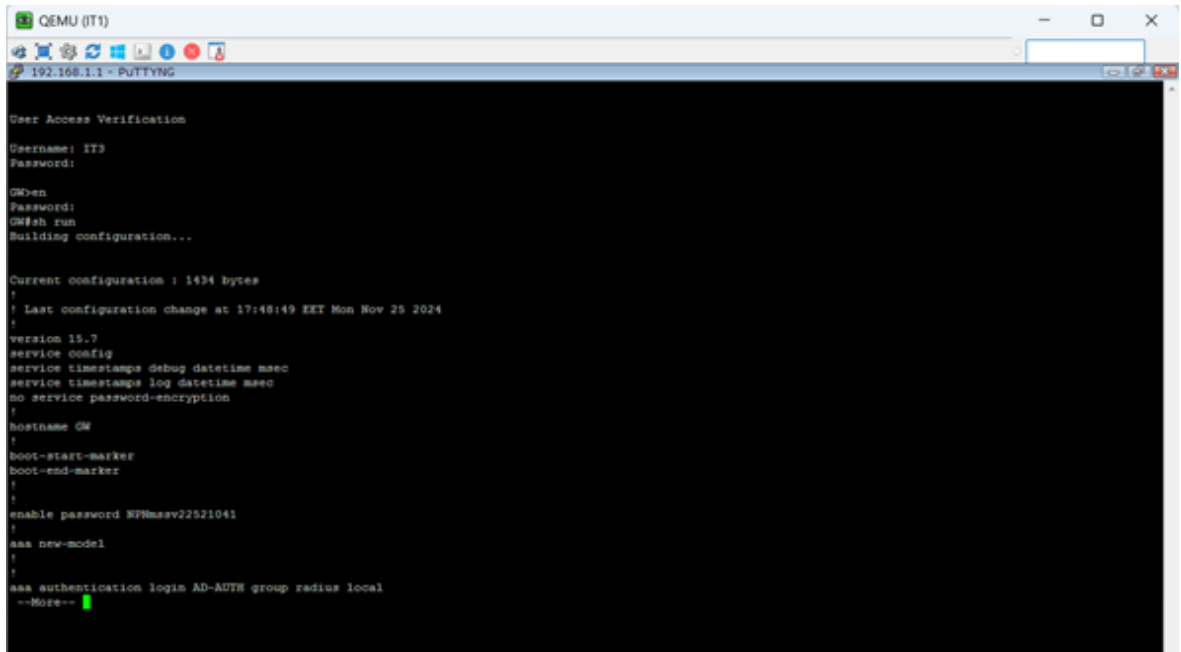 QEMU (IT1)
192.168.1.1 - PuTTYNG
User Access Verification
Username: IT3
Password:
GW>en
Password:
GW#sh run
Building configuration...
Current configuration : 1434 bytes
!
! Last configuration change at 17:48:49 EET Mon Nov 25 2024
!
version 15.7
service config
service timestamps debug datetime msec
service timestamps log datetime msec
no service password-encryption
!
hostname GW
!
boot-start-marker
boot-end-marker
!
!
enable password NPNmssv22521041
!
aaa new-model
!
!
aaa authentication login AD-AUTH group radius local
--More--